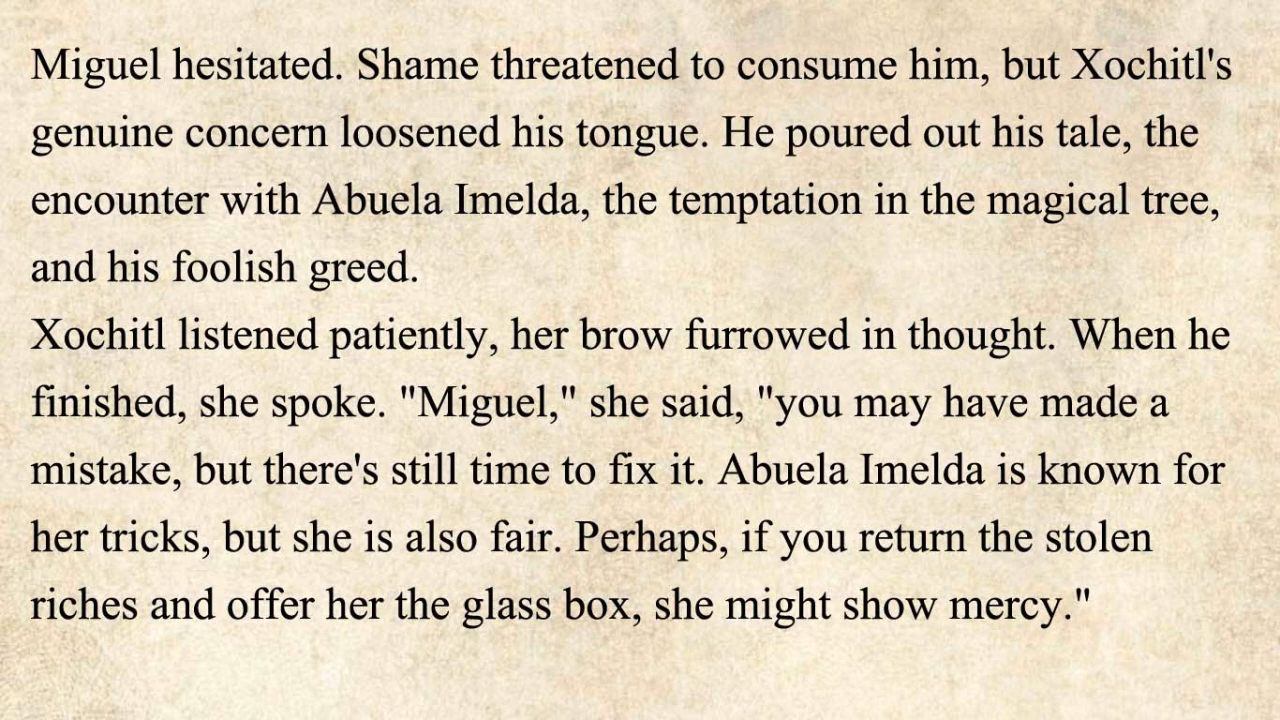 Miguel hesitated. Shame threatened to consume him, but Xochitl's
genuine concern loosened his tongue. He poured out his tale, the
encounter with Abuela Imelda, the temptation in the magical tree,
and his foolish greed.
Xochitl listened patiently, her brow furrowed in thought. When he
finished, she spoke. "Miguel," she said, "you may have made a
mistake, but there's still time to fix it. Abuela Imelda is known for
her tricks, but she is also fair. Perhaps, if you return the stolen
riches and offer her the glass box, she might show mercy."